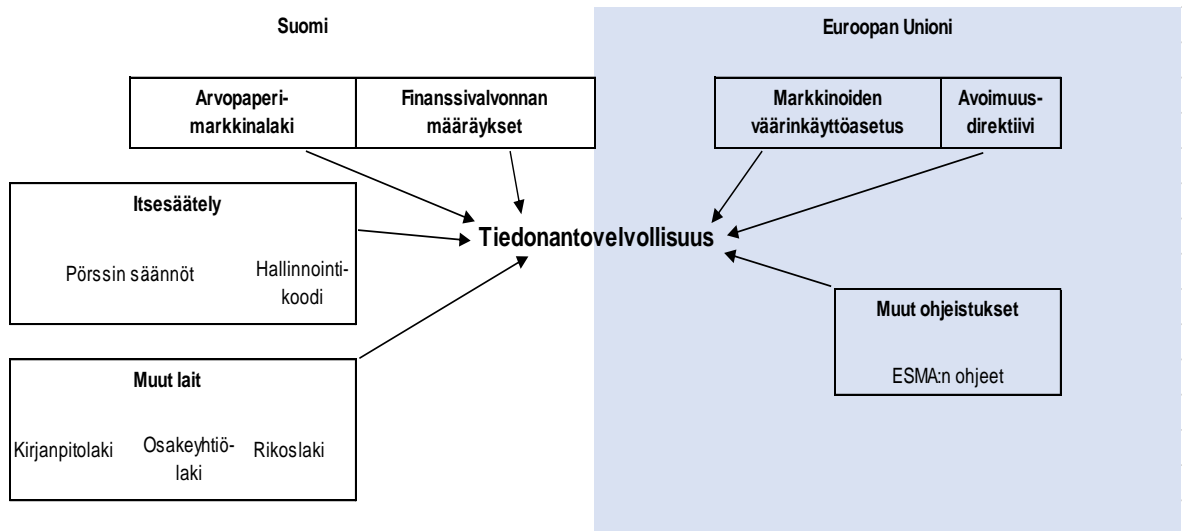 Suomi
Euroopan Unioni
Arvopaperi-
markkinalaki
Finanssivalvonnan
määräykset
Markkinoiden
väärinkäyttöasetus
Avoimuus-
direktiivi
Itsesäätely
Pörssin säännöt
Hallinnointi-
koodi
Tiedonantovelvollisuus
Muut ohjeistukset
ESMA:n ohjeet
Muut lait
Kirjanpitolaki
Osakeyhtiö-
laki
Rikoslaki